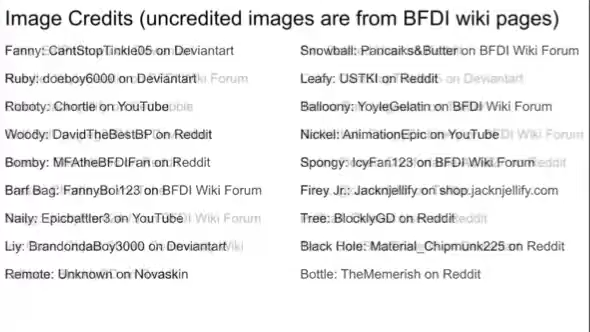 Image Credits (uncredited images are from BFDI wiki pages)
Fanny: CantStopTinkle05 on Deviantart
Ruby: doeboy6000 on Deviantart
Roboty: Chortle on YouTube
Woody: DavidTheBestBP on Reddit
Bomby: MFAtheBFDIFan on Reddit
Barf Bag: FannyBoi123 on BFDI Wiki Forum
Naily: Epicbattler3 on YouTube
Liy: BrandondaBoy3000 on Deviantart
Remote: Unknown on Novaskin
Snowball: Pancaiks&Butter on BFDI Wiki Forum
Leafy: USTKI on Reddit
Balloony: YoyleGelatin on BFDI Wiki Forum
Nickel: AnimationEpic on YouTube
Spongy: IcyFan123 on BFDI Wiki Forum
Firey Jr.: Jacknjellify on shop.jacknjellify.com
Tree: BlocklyGD on Reddit
Black Hole: Material_Chipmunk225 on Reddit
Bottle: TheMemerish on Reddit